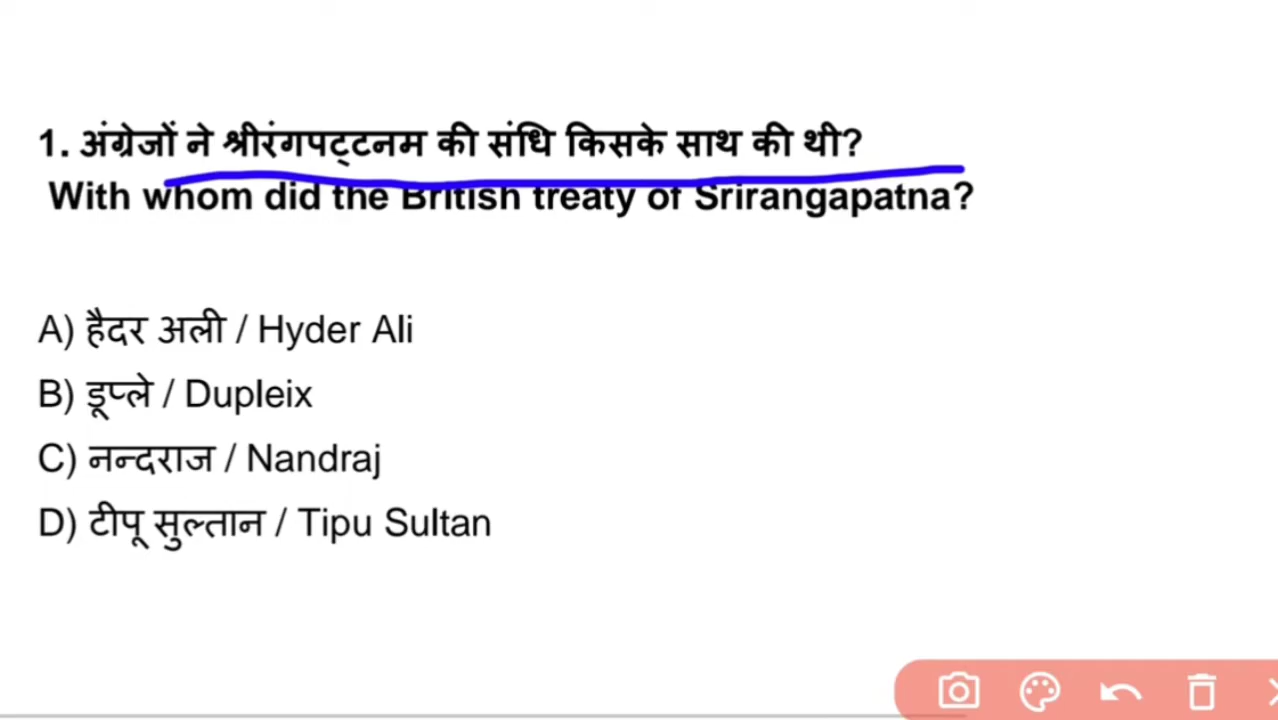 1. अंग्रेजों ने श्रीरंगपट्टनम की संधि किसके साथ की थी?
With whom did the British treaty of Srirangapatna?
A) हैदर अली / Hyder Ali
B) डूप्ले / Dupleix
C) नन्दराज / Nandraj
D) टीपू सुल्तान / Tipu Sultan